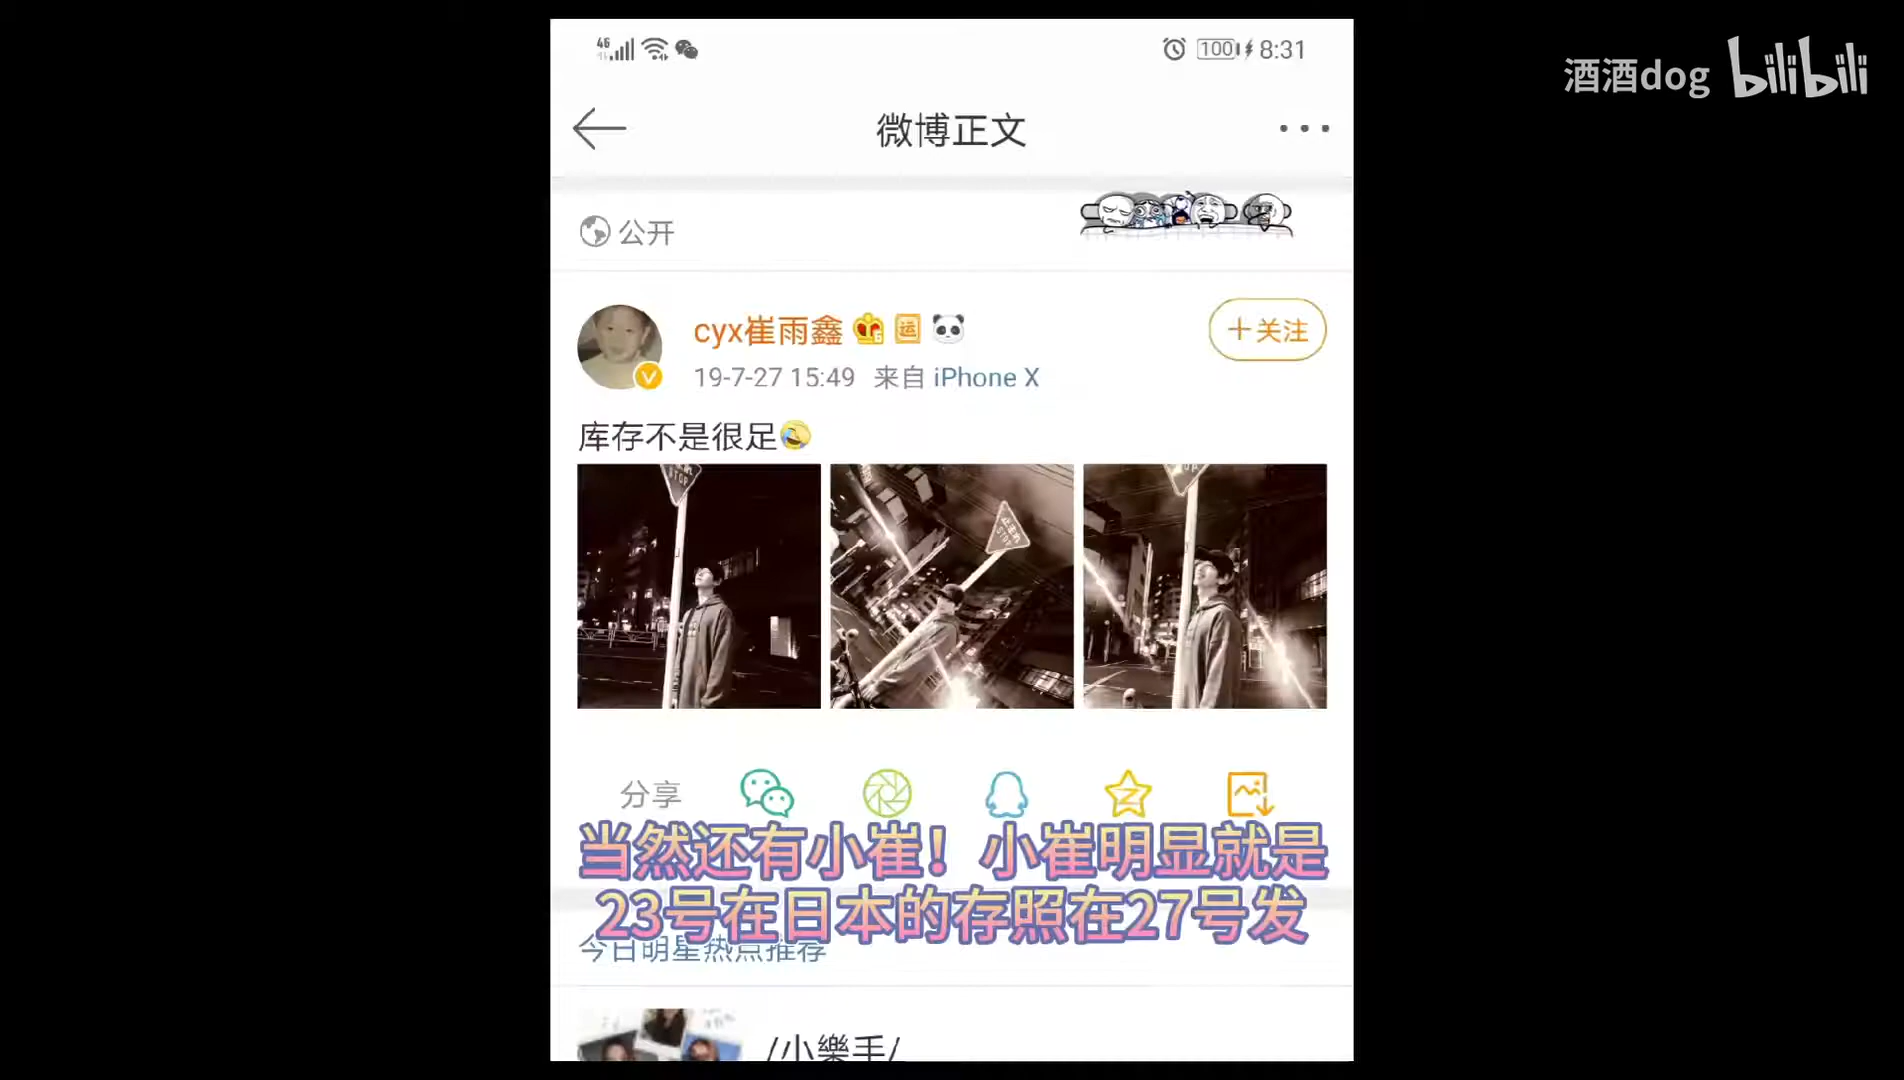 酒酒dog bilibili
4G
100 8:31
微博正文
公开
cyx崔雨鑫 运
+关注
19-7-27 15:49 来自 iPhone X
库存不是很足
STOP
STOP
分享
当然还有小崔！小崔明显就是
23号在日本的存照在27号发
今日明星热点推荐
/小樂手/